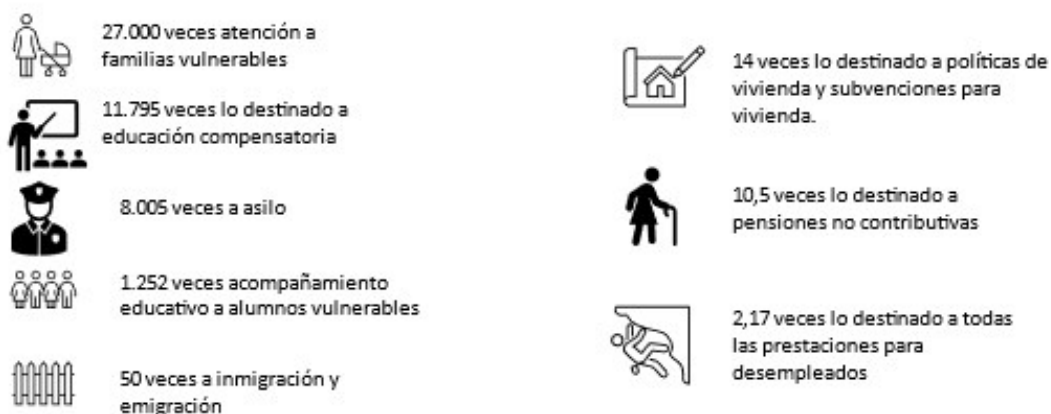 27.000 veces atención a
familias vulnerables
11.795 veces lo destinado a
educación compensatoria
8.005 veces a asilo
1.252 veces acompañamiento
educativo a alumnos vulnerables
50 veces a inmigración y
emigración
14 veces lo destinado a políticas de
vivienda y subvenciones para
vivienda.
10,5 veces lo destinado a
pensiones no contributivas
2,17 veces lo destinado a todas
las prestaciones para
desempleados